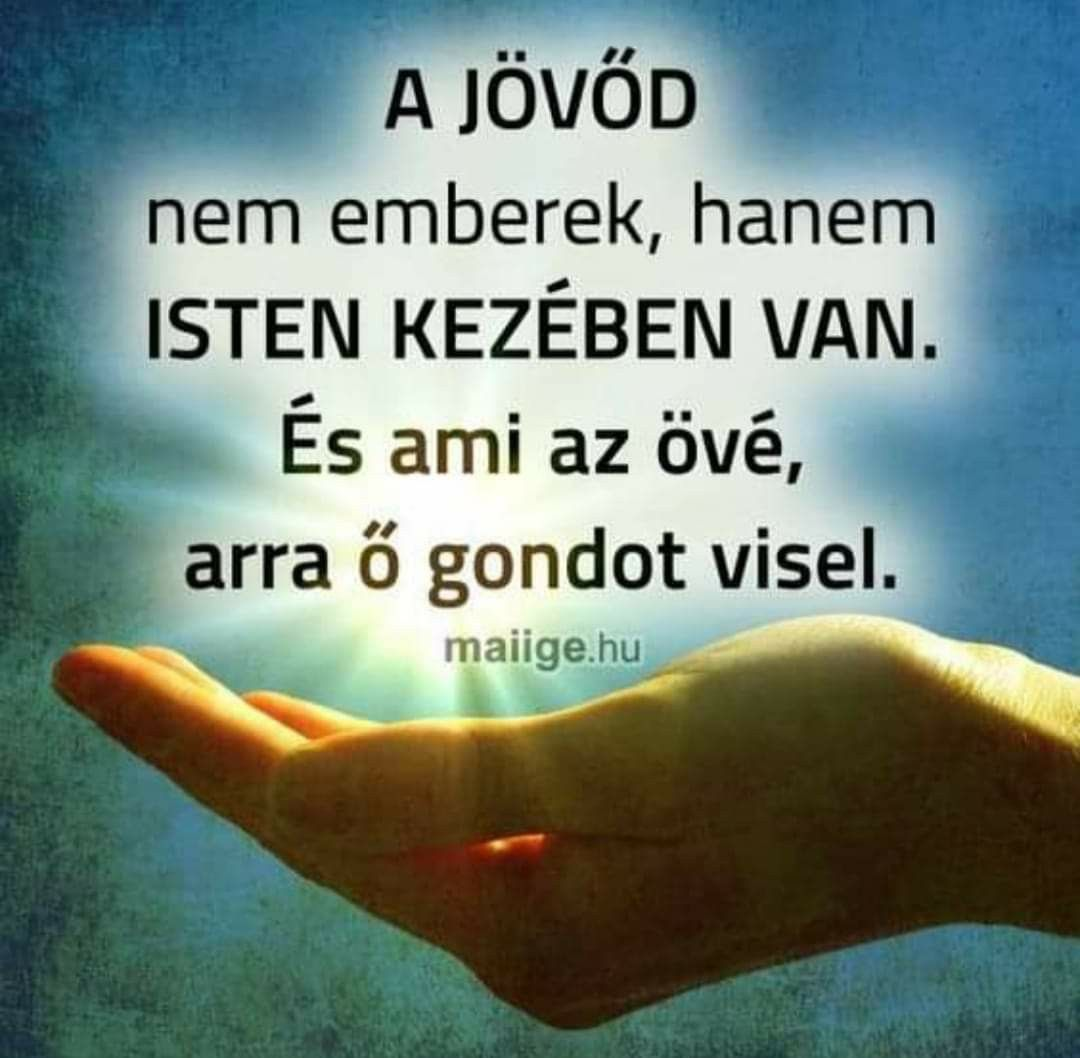 A JÖVŐD
nem emberek, hanem
ISTEN KEZÉBEN VAN.
És ami az övé,
arra ő gondot visel.
maiige.hu